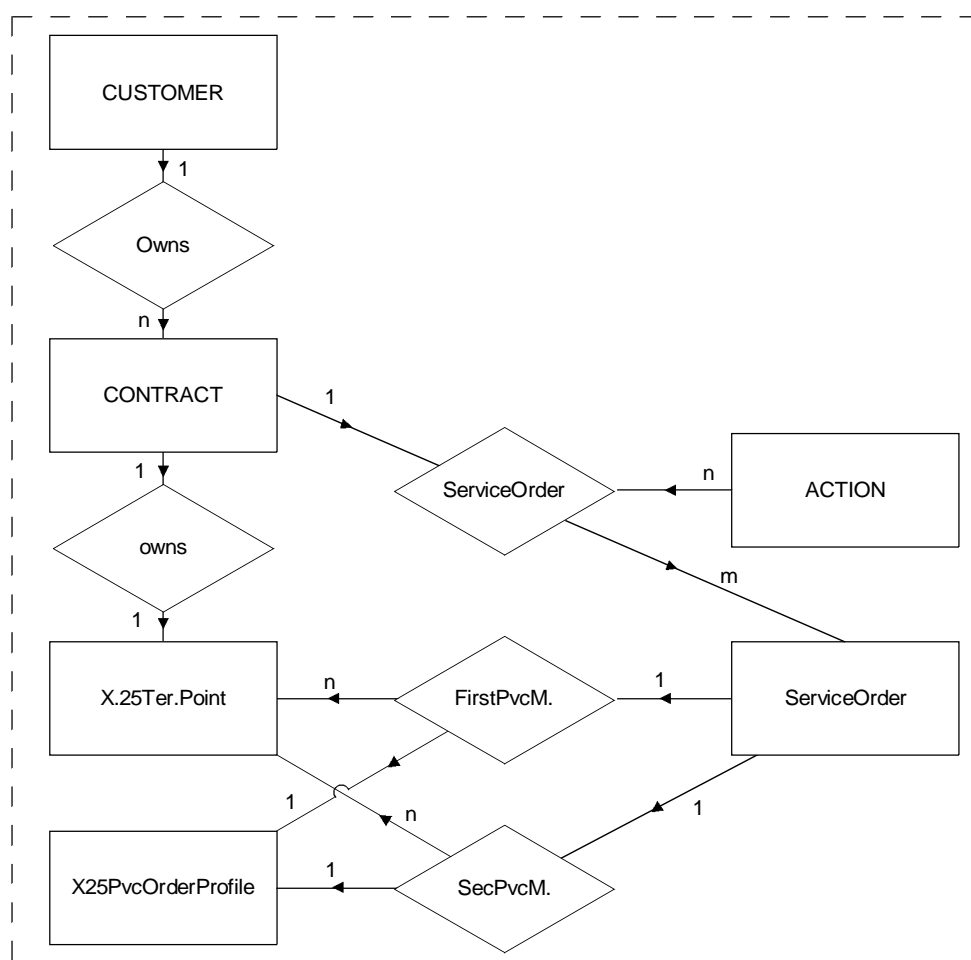 CUSTOMER
1
Owns
n
CONTRACT
1
1
ServiceOrder
n
ACTION
owns
1
m
X.25Ter.Point
n
FirstPvcM.
1
ServiceOrder
1
n
1
X25PvcOrderProfile
1
SecPvcM.